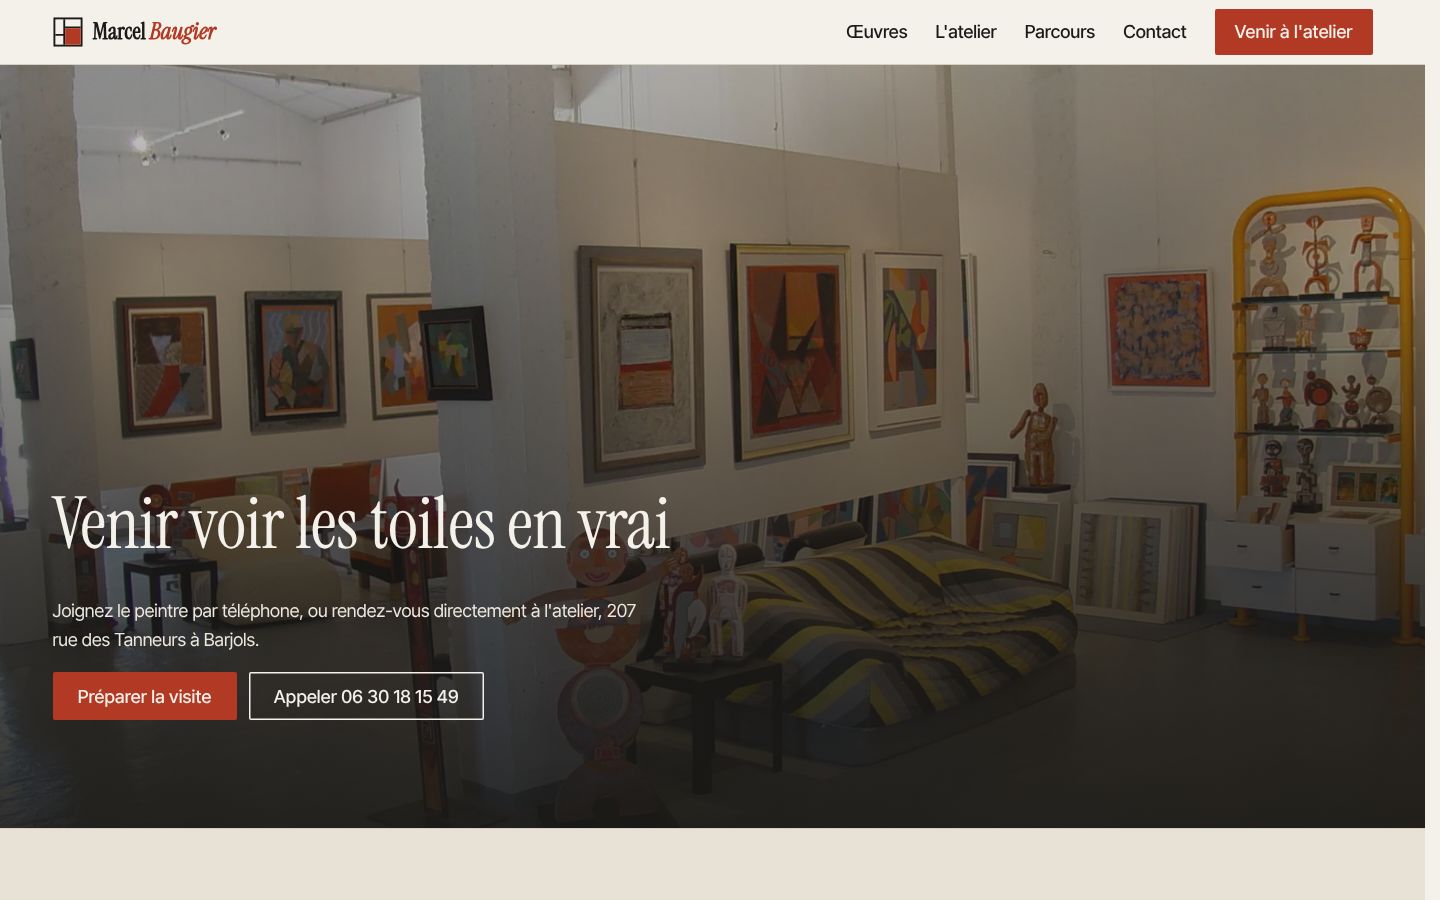 Marcel Baugier
Œuvres
L'atelier
Parcours
Contact
Venir à l'atelier
Venir voir les toiles en vrai
Joignez le peintre par téléphone, ou rendez-vous directement à l'atelier, 207
rue des Tanneurs à Barjols.
Préparer la visite
Appeler 06 30 18 15 49